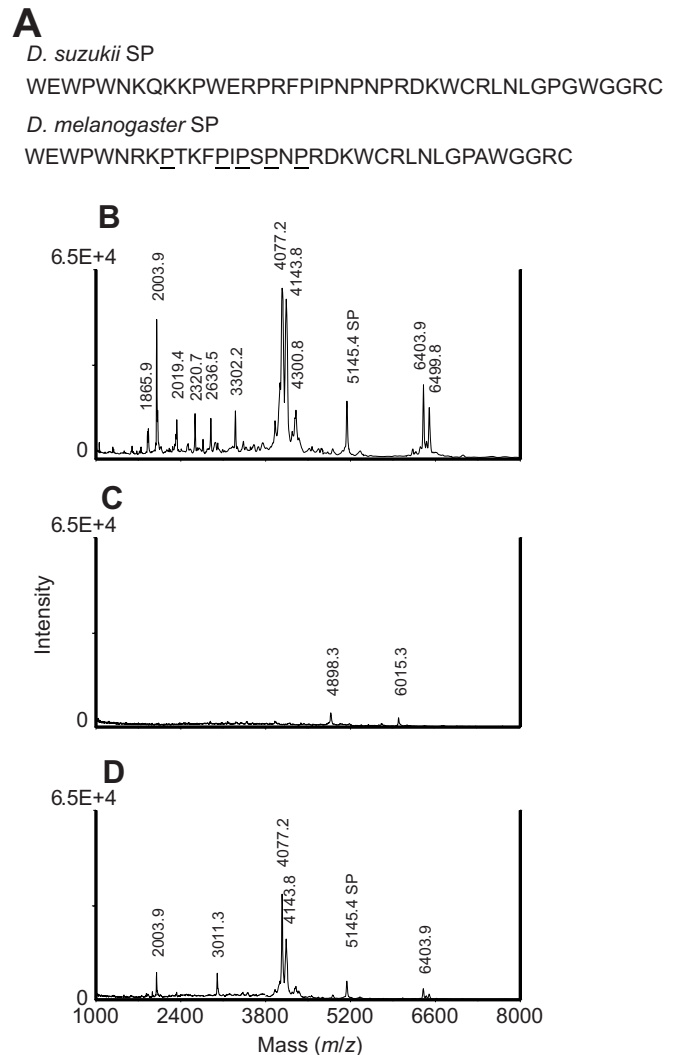 A
D. suzukii SP
WEWPWNKQKKPWERPRFPIPNPNPRDKWCRLNLGPGWGGRC
D. melanogaster SP
WEWPWNRKPTKFPIPSPNPRDKWCRLNLGPAWGGRC
B
6.5E+4
0
1865.9
2003.9
2019.4
2320.7
2636.5
3302.2
4077.2
4143.8
4300.8
5145.4 SP
6403.9
6499.8
C
6.5E+4
0
4898.3
6015.3
Intensity
D
6.5E+4
0
2003.9
3011.3
4077.2
4143.8
5145.4 SP
6403.9
1000 2400 3800 5200 6600 8000
Mass (m/z)